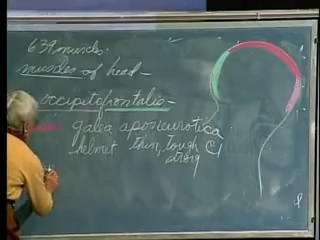 639 muscles:
muscles of head -
occipitofrontalis -
galea aponeurotica
helmet thin, tough
strong